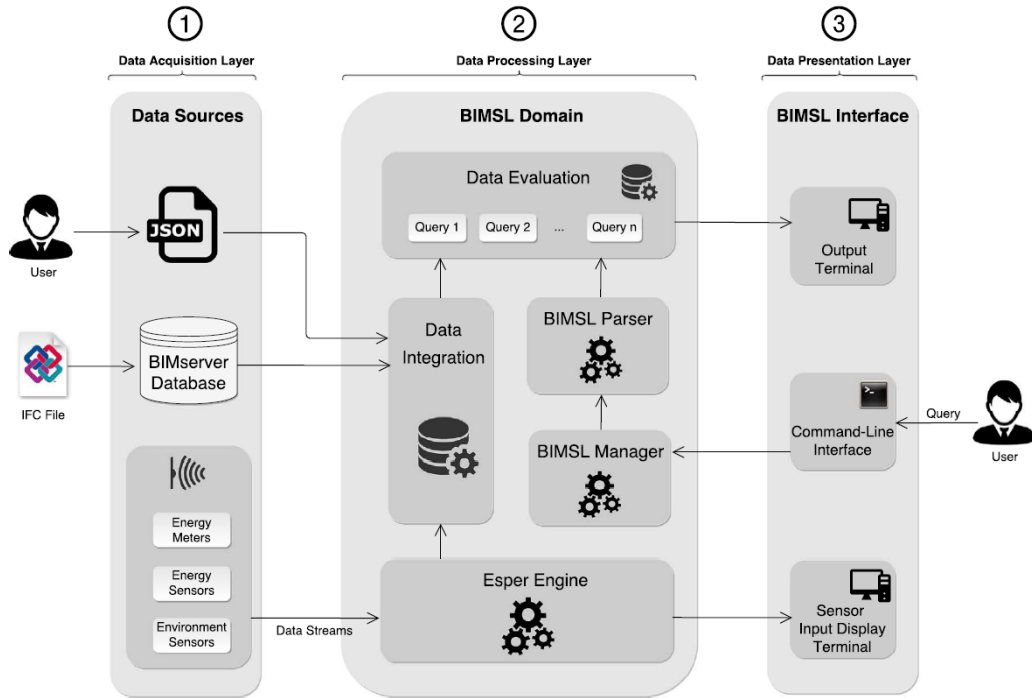 1
2
3
Data Acquisition Layer
Data Processing Layer
Data Presentation Layer
Data Sources
BIMSL Domain
BIMSL Interface
JSON
User
BIMserver
Database
IFC File
Energy
Meters
Energy
Sensors
Environment
Sensors
Data Streams
Data Evaluation
Query 1
Query 2
...
Query n
Data
Integration
BIMSL Parser
BIMSL Manager
Esper Engine
Output
Terminal
>_
Command-Line
Interface
Query
User
Sensor
Input Display
Terminal